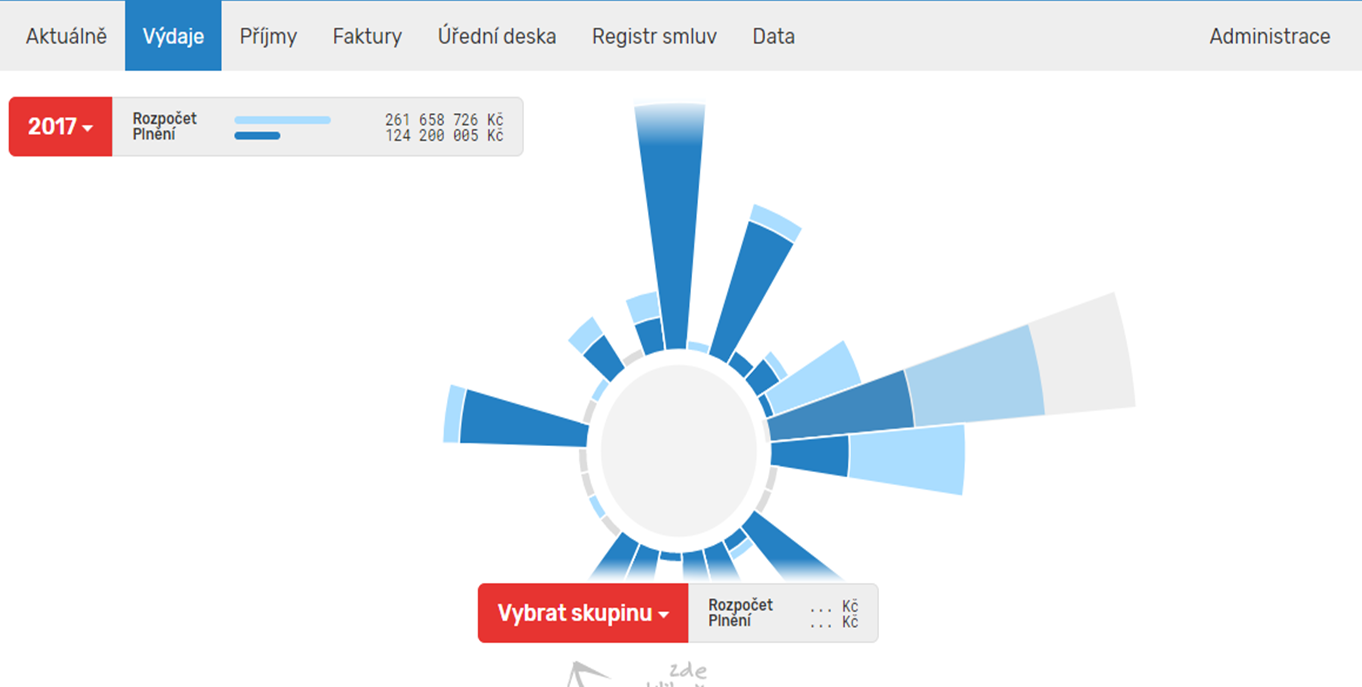 Aktuálně Výdaje Příjmy Faktury Úřední deska Registr smluv Data Administrace
2017
Rozpočet 261 658 726 Kč
Plnění 124 200 005 Kč
Vybrat skupinu
Rozpočet ... Kč
Plnění ... Kč
zde